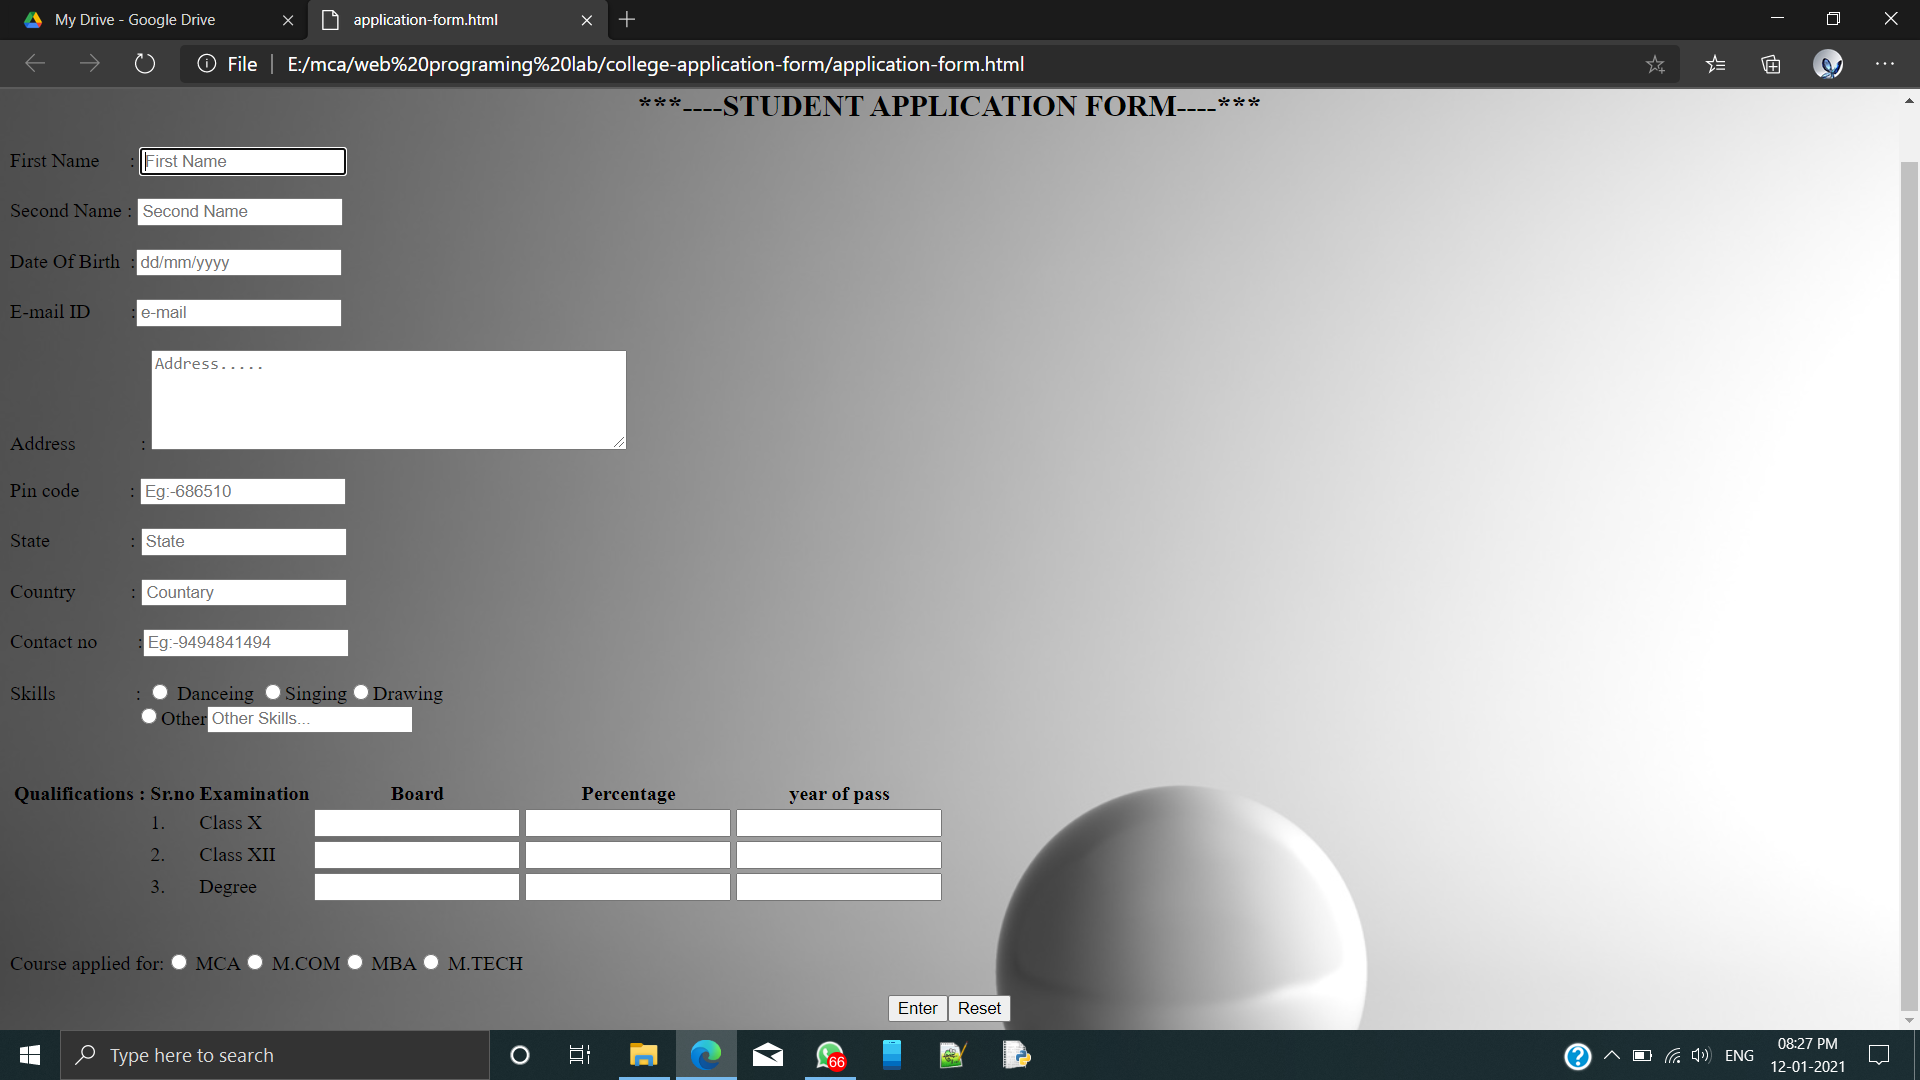 My Drive - Google Drive
application-form.html
File
E:/mca/web%20programing%20lab/college-application-form/application-form.html
***----STUDENT APPLICATION FORM----***
First Name : First Name
Second Name : Second Name
Date Of Birth : dd/mm/yyyy
E-mail ID : e-mail
Address.....
Address :
Pin code : Eg:-686510
State : State
Country : Countary
Contact no : Eg:-9494841494
Skills : Danceing Singing Drawing
Other Other Skills...
Qualifications : Sr.no Examination Board Percentage year of pass
1. Class X
2. Class XII
3. Degree
Course applied for: MCA M.COM MBA M.TECH
Enter Reset
Type here to search
66
ENG
08:27 PM
12-01-2021